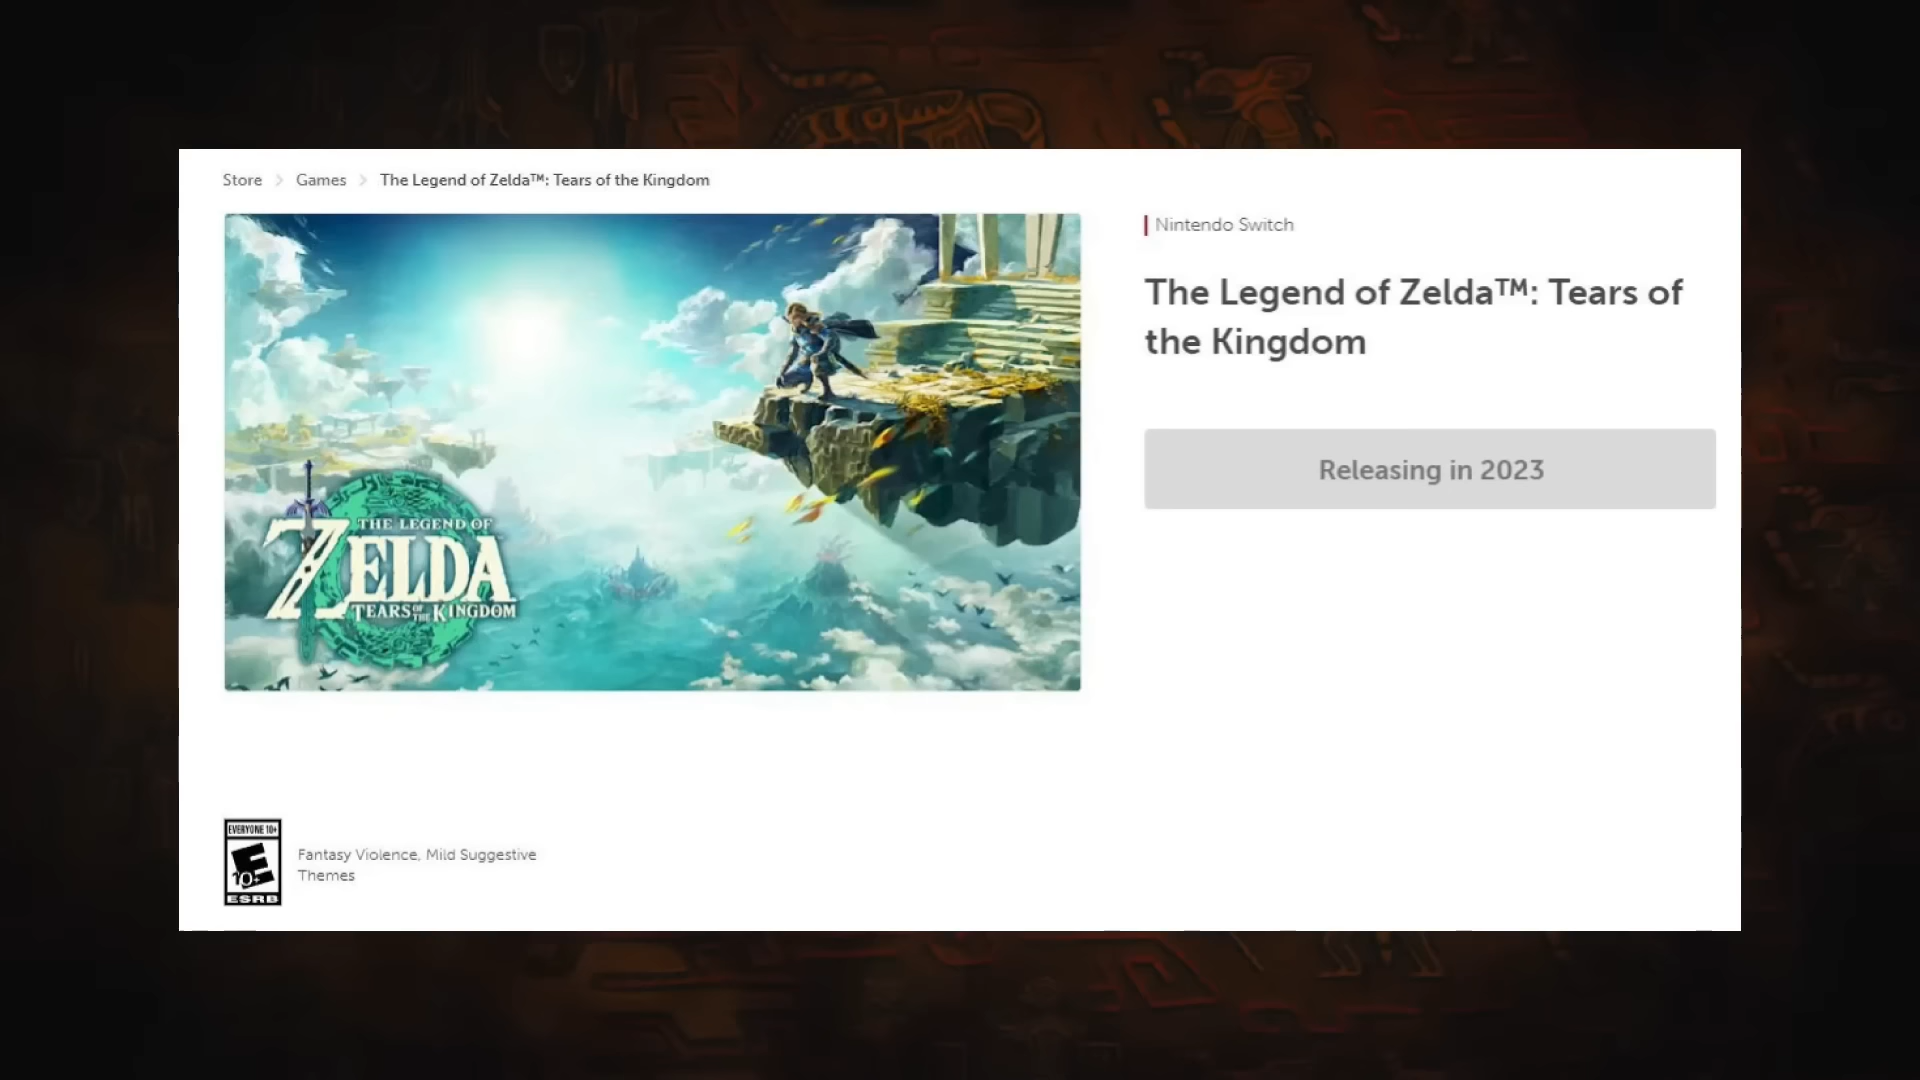 Store > Games > The Legend of Zelda™: Tears of the Kingdom
Nintendo Switch
The Legend of Zelda™: Tears of
the Kingdom
Releasing in 2023
THE LEGEND OF
ZELDA
TEARS OF THE KINGDOM
EVERYONE 10+
E
10+
ESRB
Fantasy Violence, Mild Suggestive
Themes